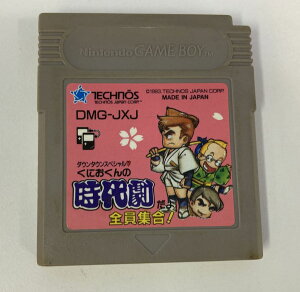 Nintendo GAME BOY
TECHNŌS
TECHNOS JAPAN CORP.
©1993 TECHNOS JAPAN CORP.
MADE IN JAPAN
DMG-JXJ
ダウンタウンスペシャル
くにおくんの
時代劇だよ
全員集合!